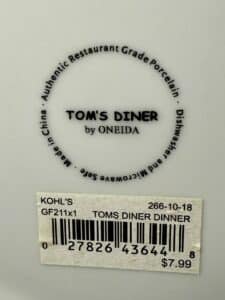 Authentic Restaurant Grade Porcelain · Dishwasher and Microwave Safe · Made in China ·
TOM'S DINER
by ONEIDA
KOHL'S 266-10-18
GF211x1 TOMS DINER DINNER
0 27826 43644 8
$7.99